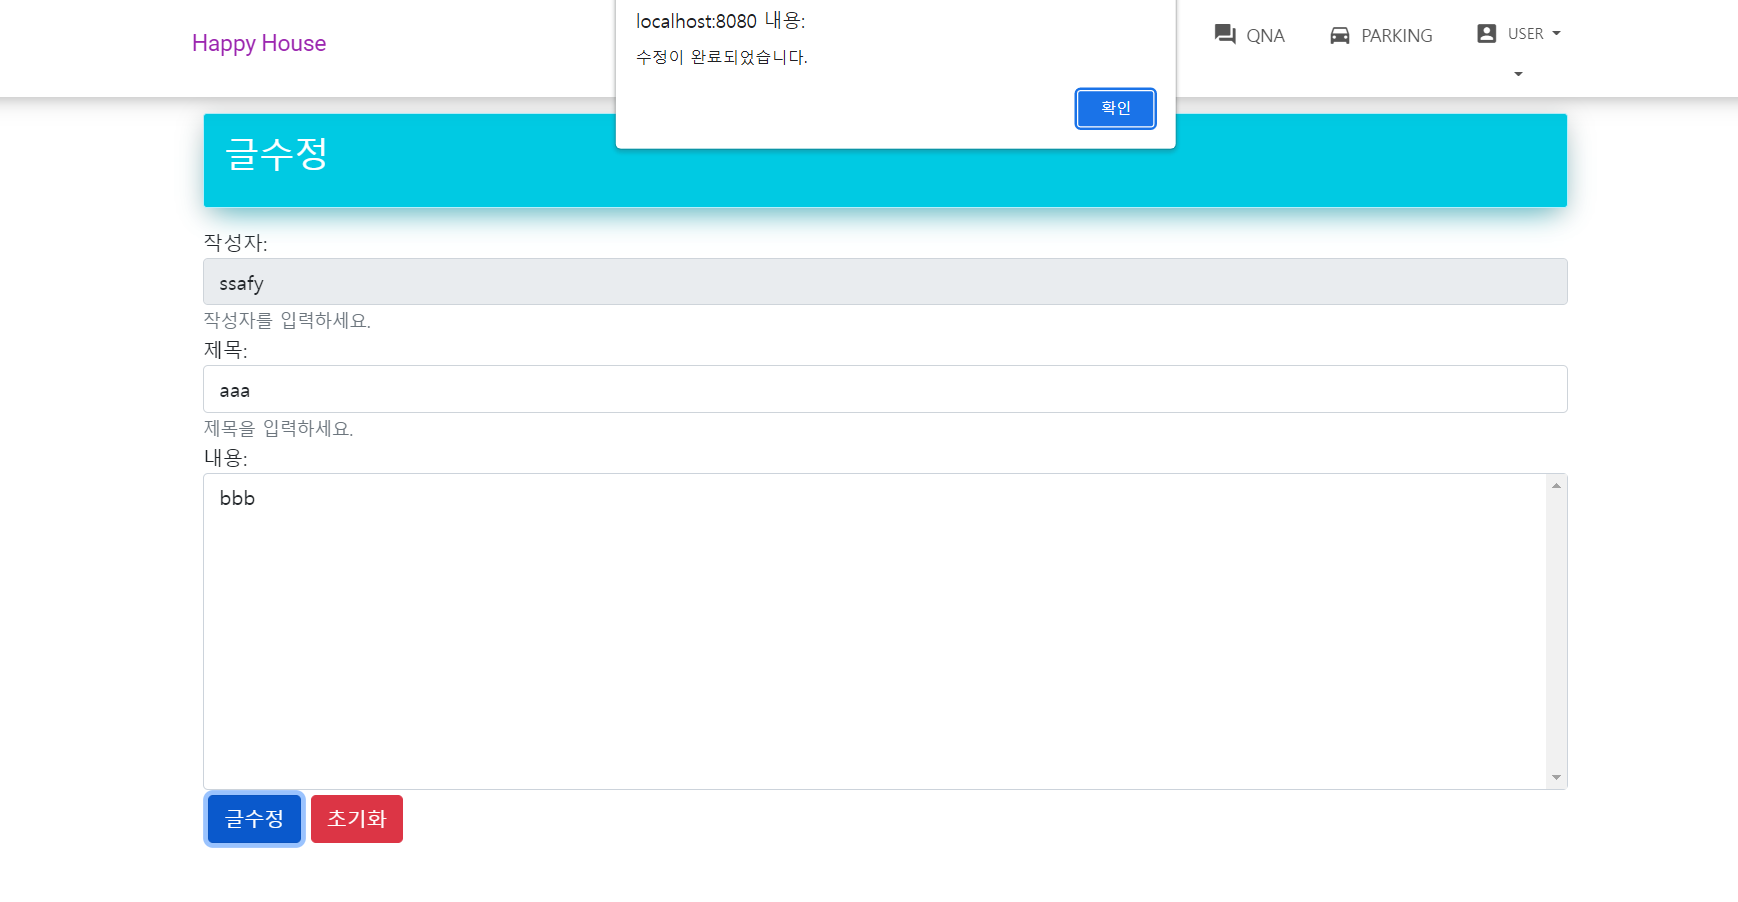 Happy House
localhost:8080 내용:
수정이 완료되었습니다.
확인
QNA
PARKING
USER
글수정
작성자:
ssafy
작성자를 입력하세요.
제목:
aaa
제목을 입력하세요.
내용:
bbb
글수정
초기화